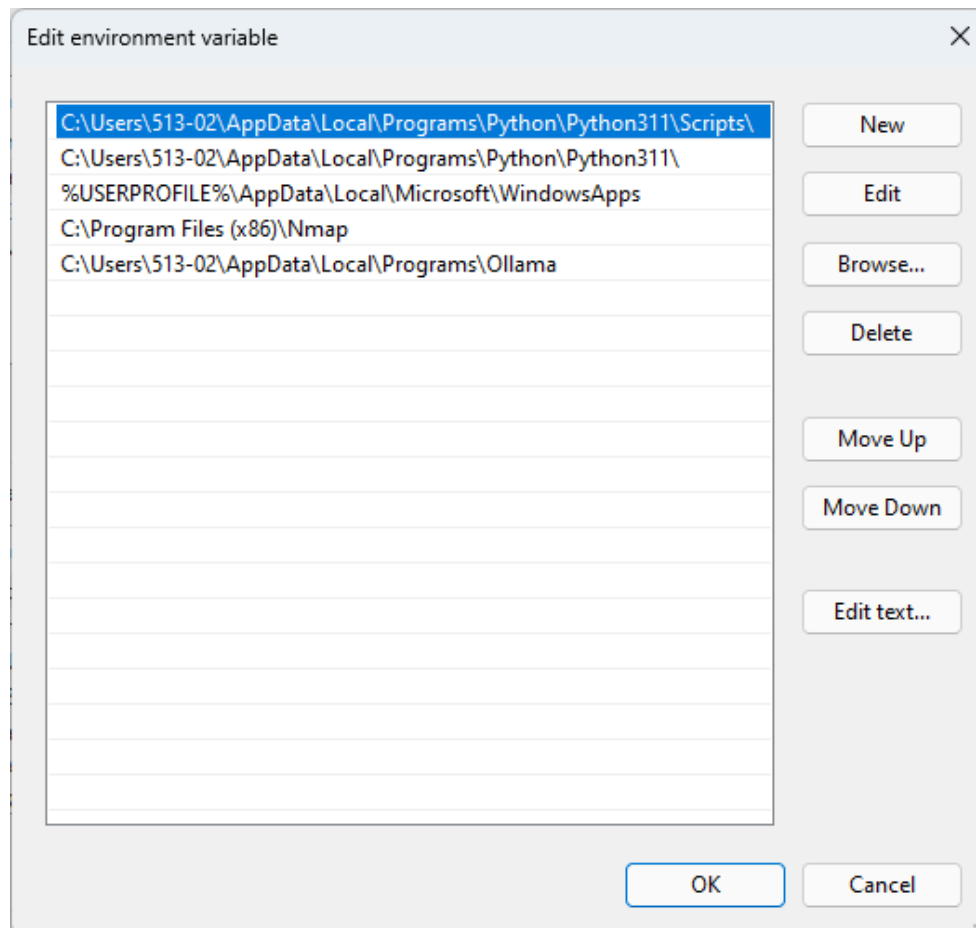 Edit environment variable
C:\Users\513-02\AppData\Local\Programs\Python\Python311\Scripts\
C:\Users\513-02\AppData\Local\Programs\Python\Python311\
%USERPROFILE%\AppData\Local\Microsoft\WindowsApps
C:\Program Files (x86)\Nmap
C:\Users\513-02\AppData\Local\Programs\Ollama
New
Edit
Browse...
Delete
Move Up
Move Down
Edit text...
OK
Cancel